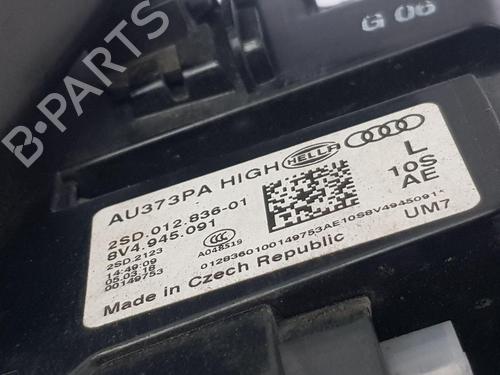 G 06
B-PARTS
AU373PA HIGH HELLA L
2SD.012.836-01 10S
8V4.945.091 AE
2SD.2123
14:49:09 A048519
05.03.18 0128360100149753AE10S8V4945091*
00149753 UM7
Made in Czech Republic